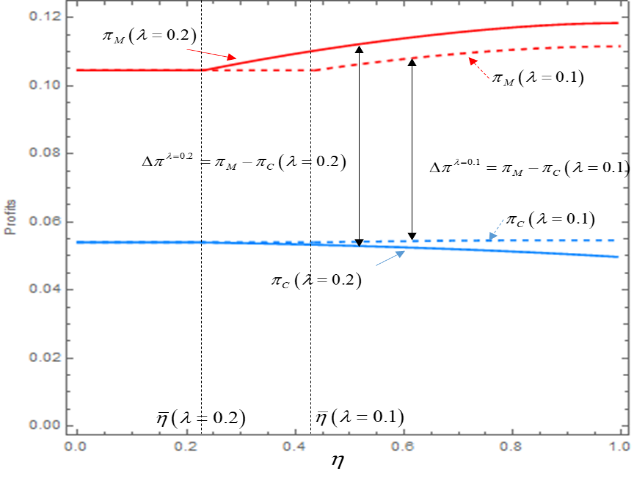 0.12
π_M(λ = 0.2)
0.10
π_M(λ = 0.1)
0.08
Δπ^{λ=0.2} = π_M − π_C(λ = 0.2)
Δπ^{λ=0.1} = π_M − π_C(λ = 0.1)
Profits
0.06
π_C(λ = 0.1)
0.04
π_C(λ = 0.2)
0.02
0.00
η̅(λ = 0.2)
η̅(λ = 0.1)
0.0 0.2 0.4 0.6 0.8 1.0
η